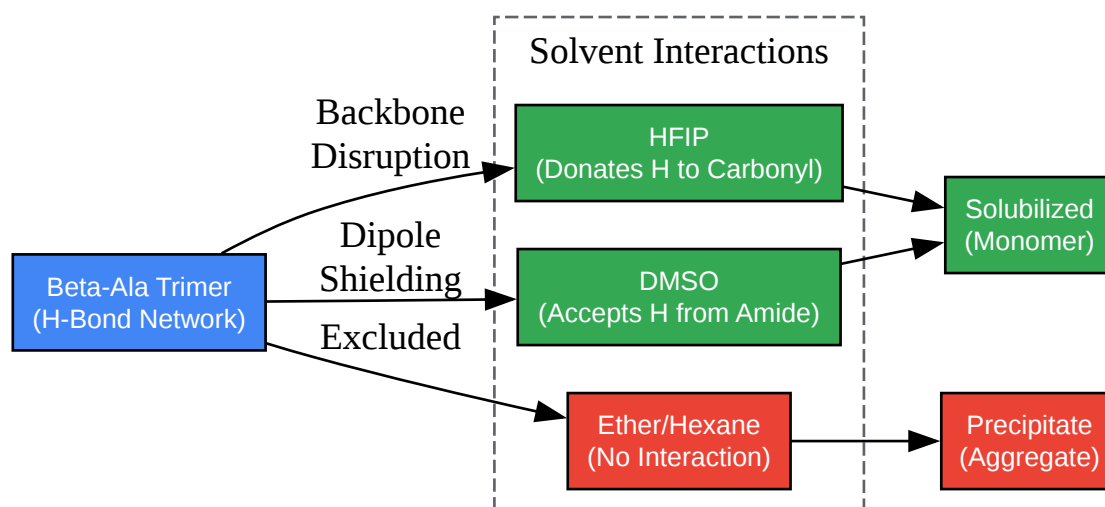 Solvent Interactions
Backbone
Disruption
HFIP
(Donates H to Carbonyl)
Solubilized
(Monomer)
Dipole
Shielding
Beta-Ala Trimer
(H-Bond Network)
DMSO
(Accepts H from Amide)
Excluded
Ether/Hexane
(No Interaction)
Precipitate
(Aggregate)